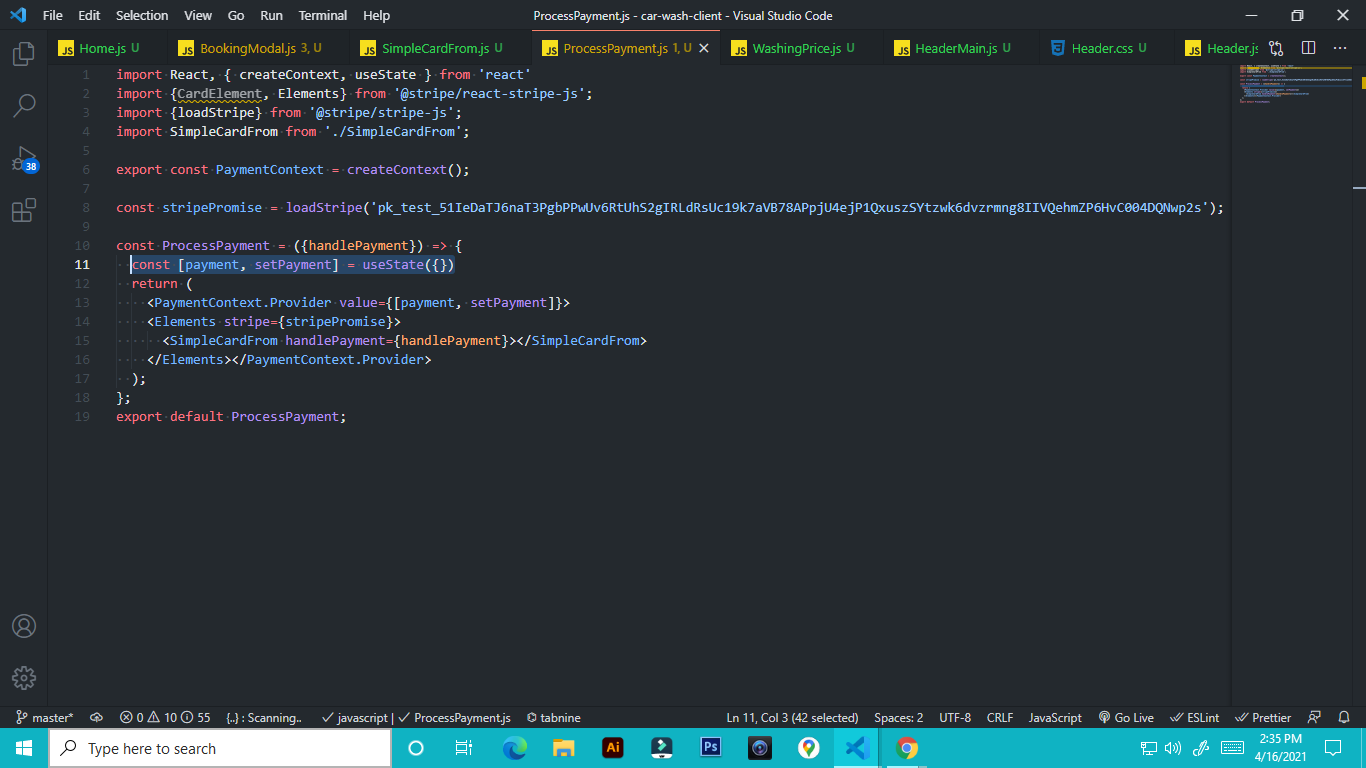 File Edit Selection View Go Run Terminal Help
ProcessPayment.js - car-wash-client - Visual Studio Code
JS Home.js U
JS BookingModal.js 3, U
JS SimpleCardFrom.js U
JS ProcessPayment.js 1, U
JS WashingPrice.js U
JS HeaderMain.js U
Header.css U
JS Header.js
38
1 import React, { createContext, useState } from 'react'
2 import {CardElement, Elements} from '@stripe/react-stripe-js';
3 import {loadStripe} from '@stripe/stripe-js';
4 import SimpleCardFrom from './SimpleCardFrom';
5
6 export const PaymentContext = createContext();
7
8 const stripePromise = loadStripe('pk_test_51IeDaTJ6naT3PgbPPwUv6RtUhS2gIRLdRsUc19k7aVB78APpjU4ejP1QxuszSYtzwk6dvzrmng8IIVQehmZP6HvC004DQNwp2s');
9
10 const ProcessPayment = ({handlePayment}) => {
11 const [payment, setPayment] = useState({})
12 return (
13 <PaymentContext.Provider value={[payment, setPayment]}>
14 <Elements stripe={stripePromise}>
15 <SimpleCardFrom handlePayment={handlePayment}></SimpleCardFrom>
16 </Elements></PaymentContext.Provider>
17 );
18 };
19 export default ProcessPayment;
master* 0 10 55 {..} : Scanning.. javascript | ProcessPayment.js tabnine
Ln 11, Col 3 (42 selected) Spaces: 2 UTF-8 CRLF JavaScript Go Live ESLint Prettier
Type here to search
Ai
Ps
2:35 PM
4/16/2021